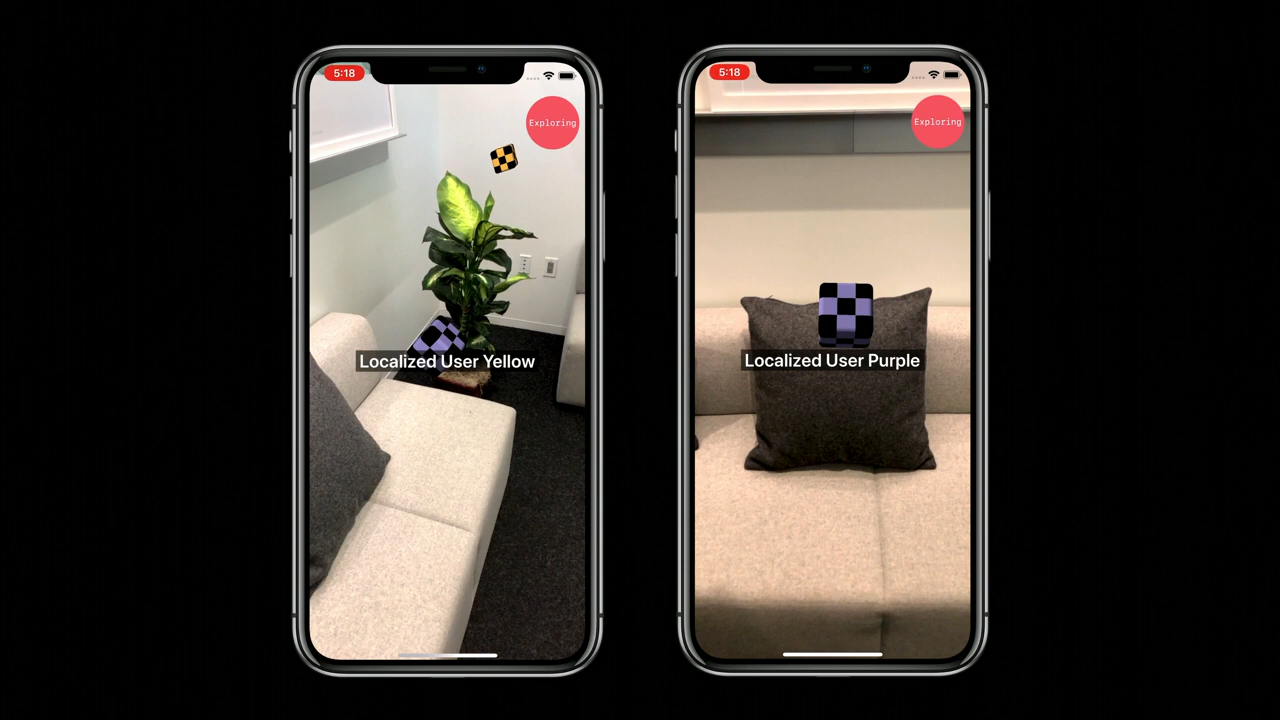 5:18
Exploring
Localized User Yellow
5:18
Exploring
Localized User Purple